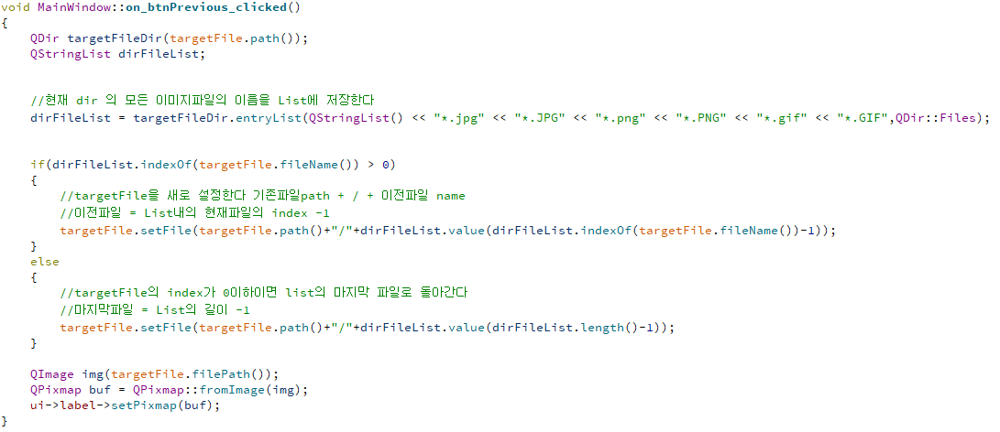 void MainWindow::on_btnPrevious_clicked()
{
    QDir targetFileDir(targetFile.path());
    QStringList dirFileList;
    //현재 dir 의 모든 이미지파일의 이름을 List에 저장한다
    dirFileList = targetFileDir.entryList(QStringList() << "*.jpg" << "*.JPG" << "*.png" << "*.PNG" << "*.gif" << "*.GIF",QDir::Files);
    if(dirFileList.indexOf(targetFile.fileName()) > 0)
    {
        //targetFile을 새로 설정한다 기존파일path + / + 이전파일 name
        //이전파일 = List내의 현재파일의 index -1
        targetFile.setFile(targetFile.path()+"/"+dirFileList.value(dirFileList.indexOf(targetFile.fileName())-1));
    }
    else
    {
        //targetFile의 index가 0이하이면 list의 마지막 파일로 돌아간다
        //마지막파일 = List의 길이 -1
        targetFile.setFile(targetFile.path()+"/"+dirFileList.value(dirFileList.length()-1));
    }
    QImage img(targetFile.filePath());
    QPixmap buf = QPixmap::fromImage(img);
    ui->label->setPixmap(buf);
}